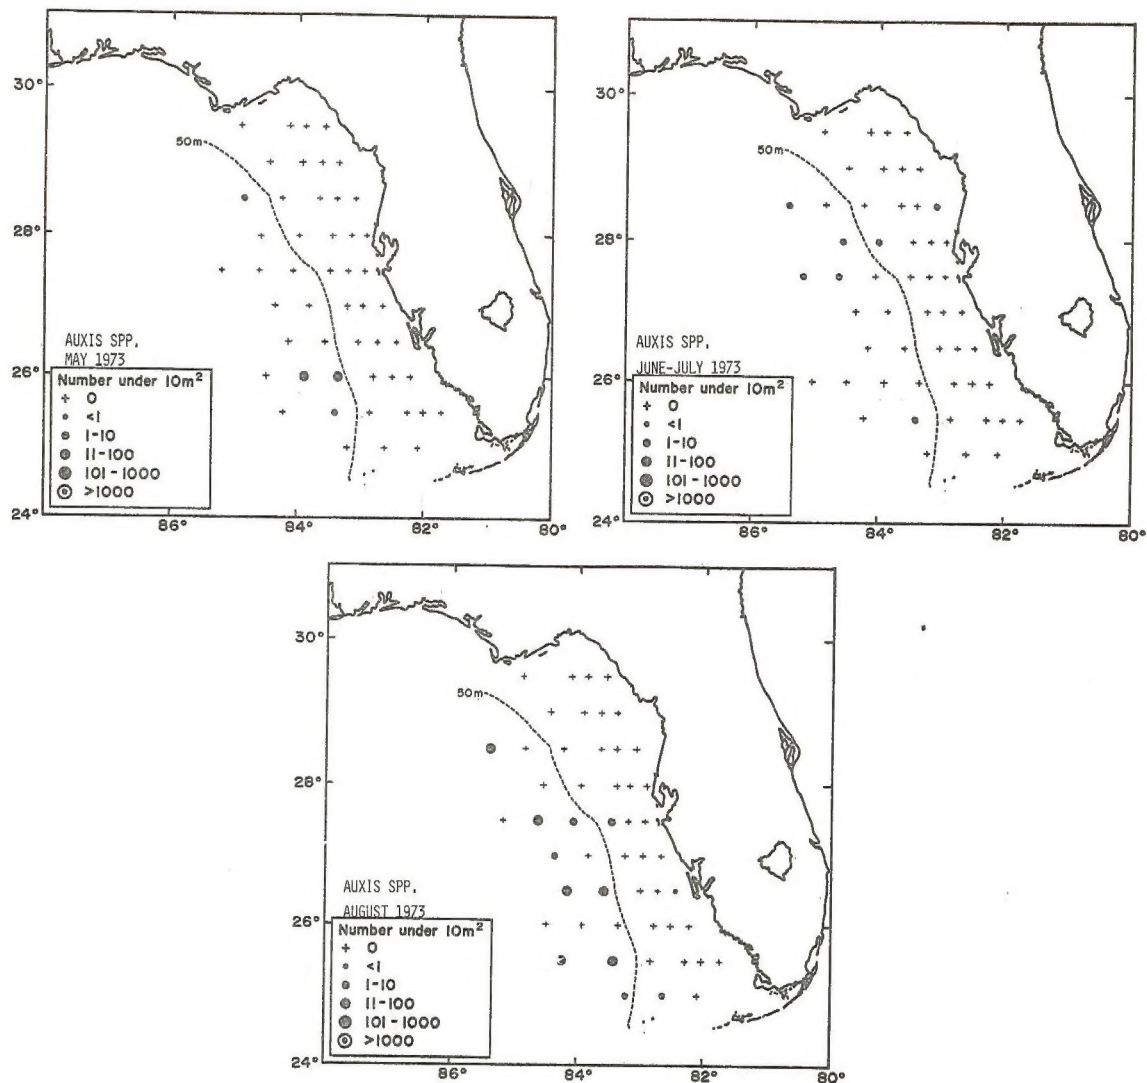 30°
50m
28°
26°
24°
AUXIS SPP.
MAY 1973
Number under 10m²
+ 0
<1
1-10
11-100
101-1000
>1000
86° 84° 82° 80°
30°
50m
28°
26°
24°
AUXIS SPP.
JUNE-JULY 1973
Number under 10m²
+ 0
<1
1-10
11-100
101-1000
>1000
86° 84° 82° 80°
30°
50m
28°
26°
24°
AUXIS SPP.
AUGUST 1973
Number under 10m²
+ 0
<1
1-10
11-100
101-1000
>1000
86° 84° 82° 80°